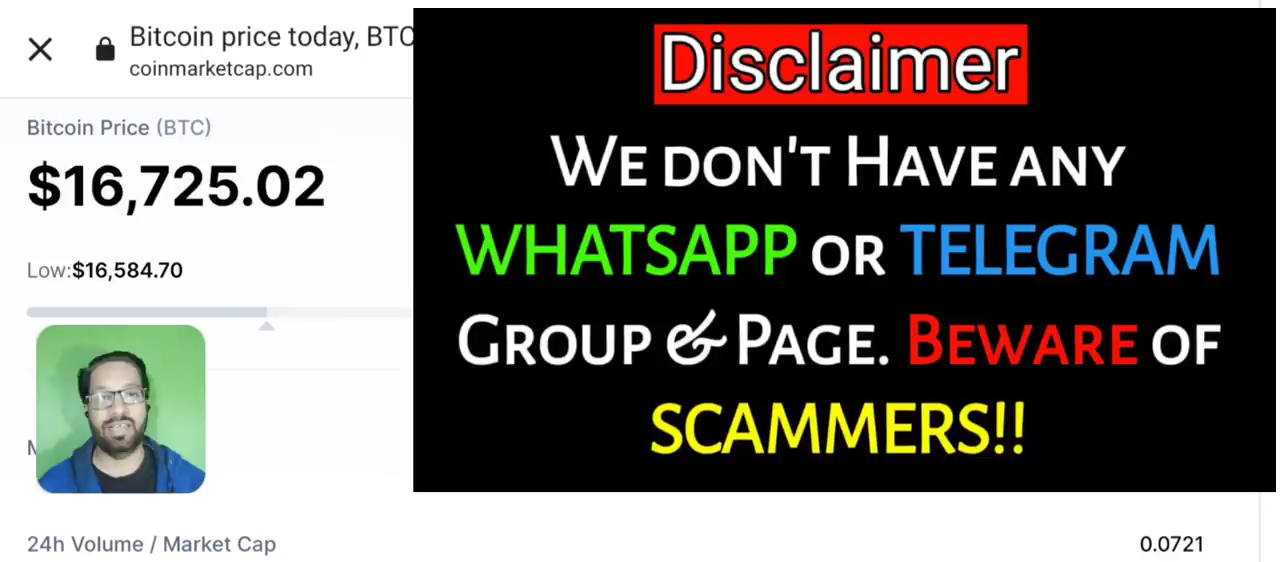 Bitcoin price today, BTC
coinmarketcap.com
Bitcoin Price (BTC)
$16,725.02
Low:$16,584.70
24h Volume / Market Cap
0.0721
Disclaimer
WE DON'T HAVE ANY
WHATSAPP OR TELEGRAM
GROUP & PAGE. BEWARE OF
SCAMMERS!!